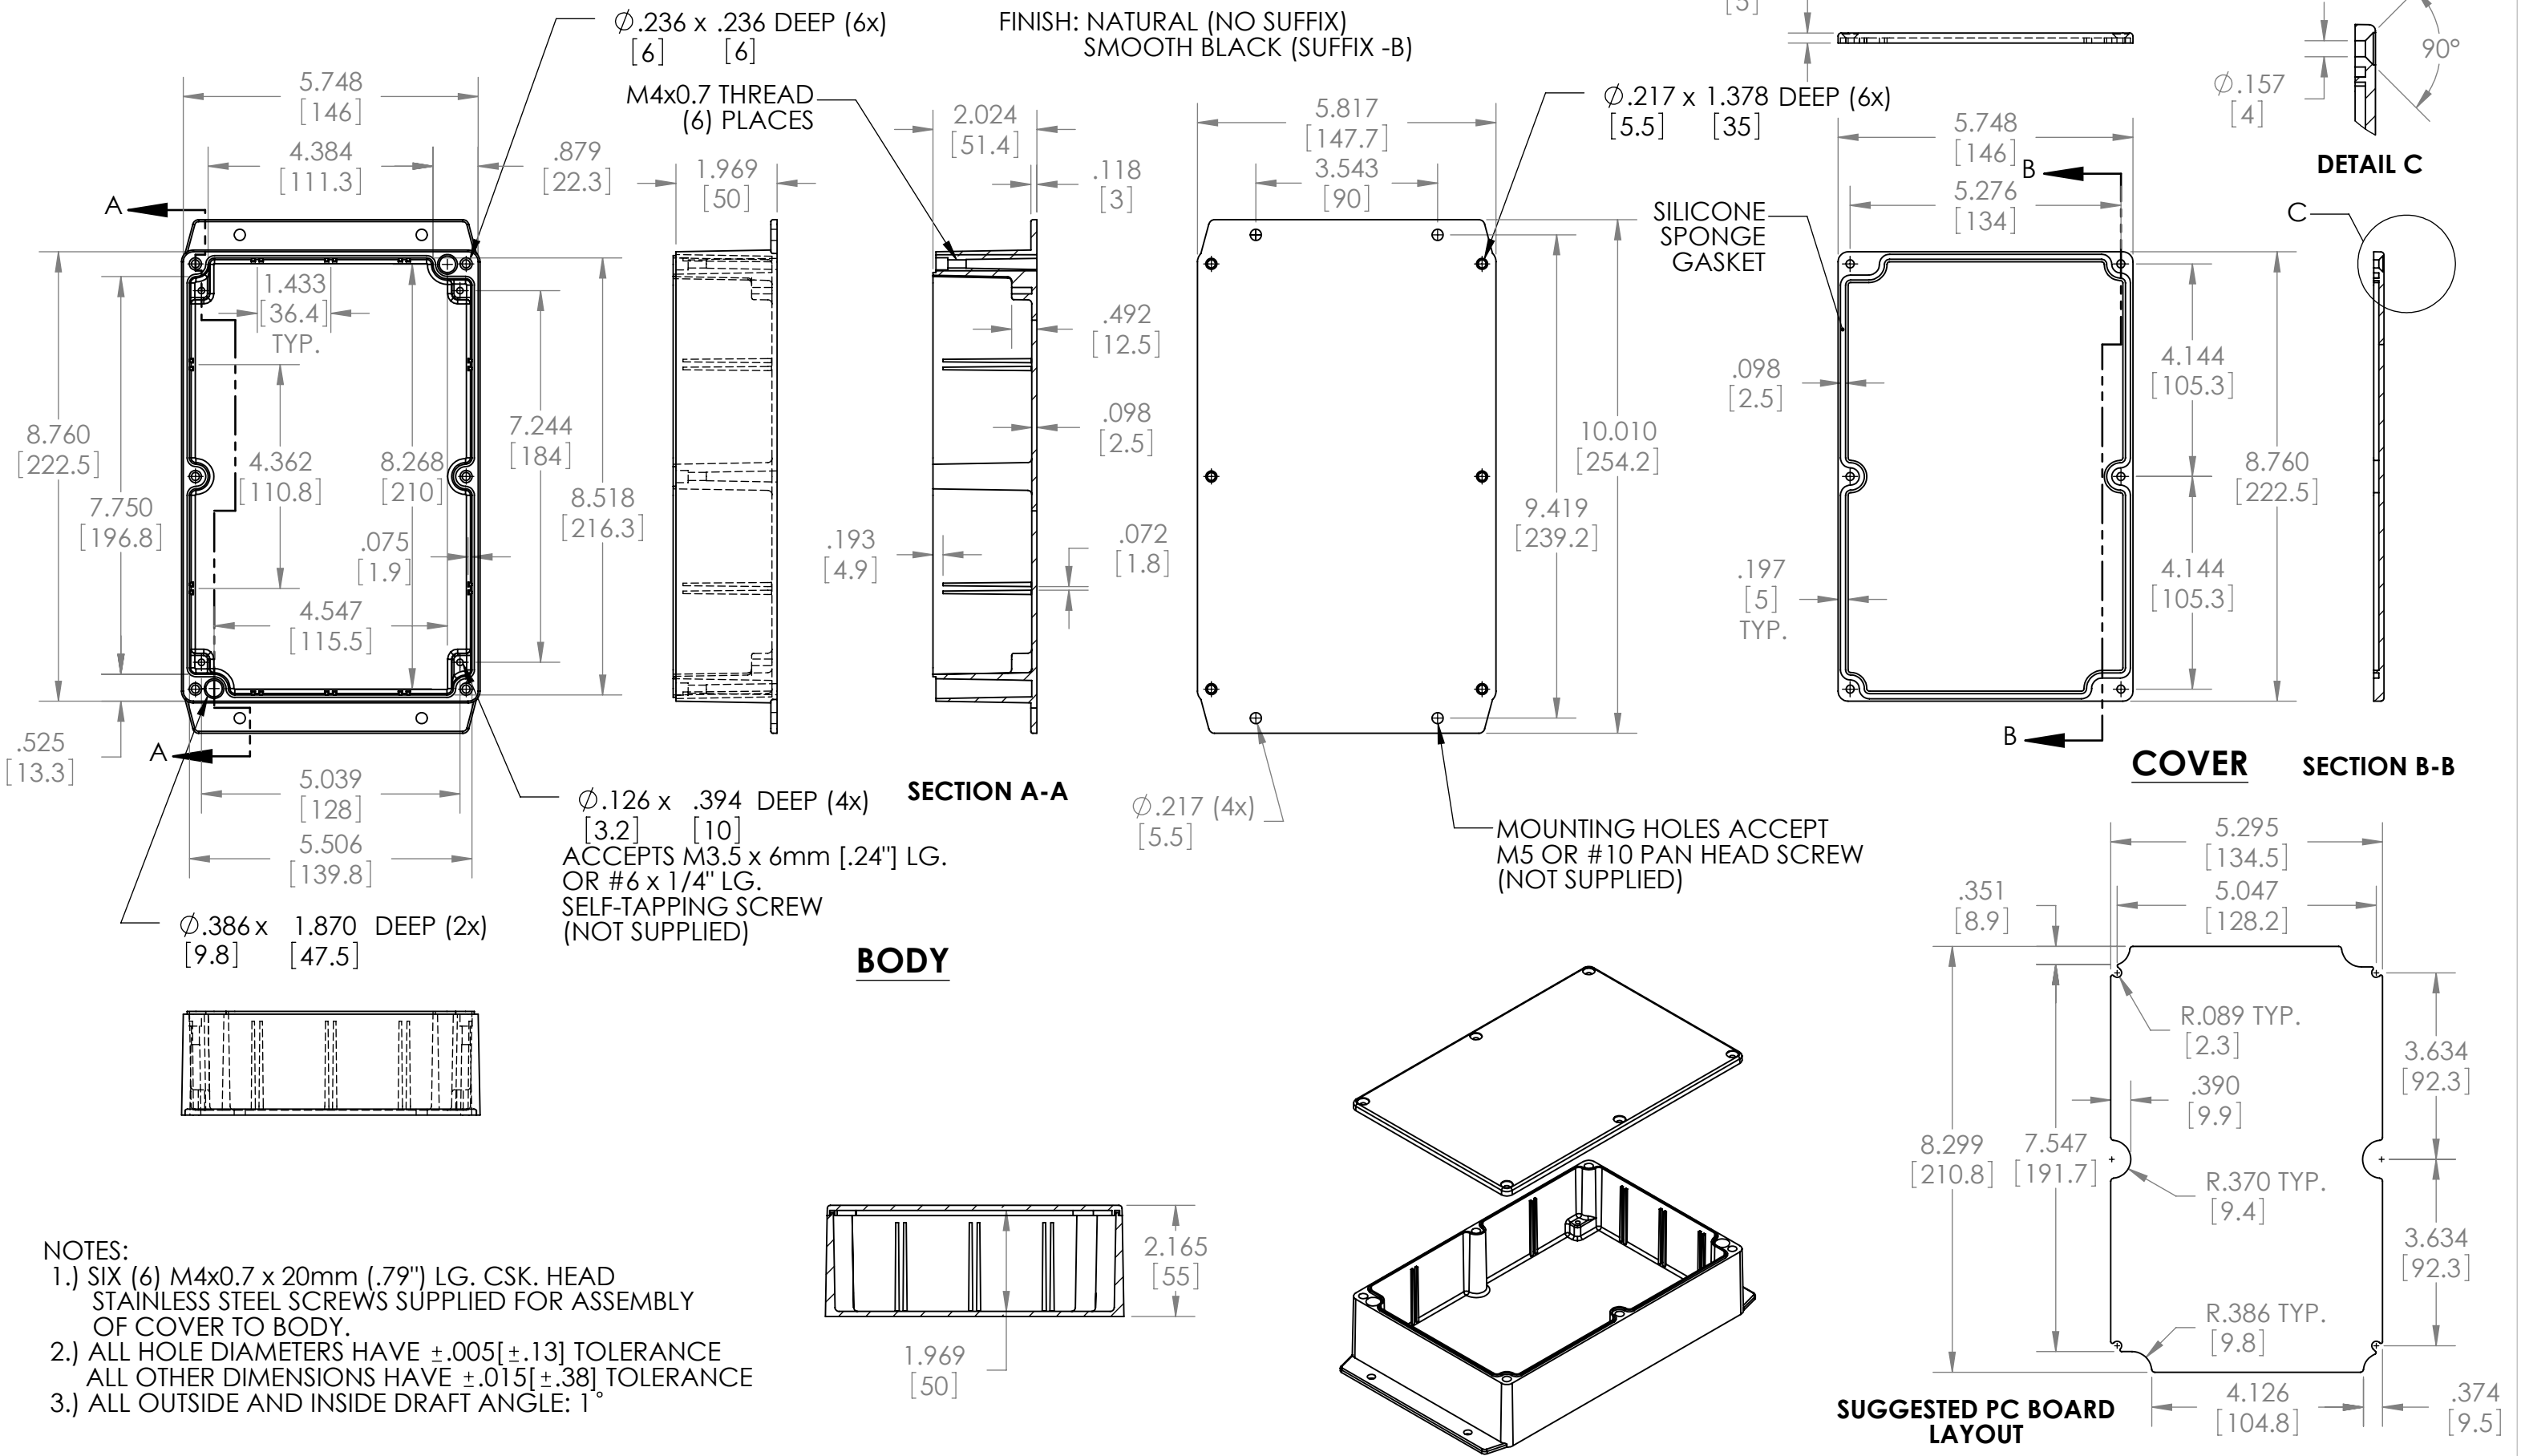 ∅.236 x .236 DEEP (6x)
[6] [6]
FINISH: NATURAL (NO SUFFIX)
SMOOTH BLACK (SUFFIX -B)
M4x0.7 THREAD
(6) PLACES
5.748
[146]
4.384
[111.3]
.879
[22.3]
A
1.433
[36.4]
TYP.
8.760
[222.5]
7.750
[196.8]
4.362
[110.8]
8.268
[210]
7.244
[184]
8.518
[216.3]
.075
[1.9]
4.547
[115.5]
.525
[13.3]
A
5.039
[128]
5.506
[139.8]
∅.386 x 1.870 DEEP (2x)
[9.8] [47.5]
∅.126 x .394 DEEP (4x)
[3.2] [10]
ACCEPTS M3.5 x 6mm [.24"] LG.
OR #6 x 1/4" LG.
SELF-TAPPING SCREW
(NOT SUPPLIED)
1.969
[50]
2.024
[51.4]
.118
[3]
.492
[12.5]
.098
[2.5]
.193
[4.9]
.072
[1.8]
SECTION A-A
BODY
5.817
[147.7]
3.543
[90]
∅.217 x 1.378 DEEP (6x)
[5.5] [35]
10.010
[254.2]
9.419
[239.2]
∅.217 (4x)
[5.5]
MOUNTING HOLES ACCEPT
M5 OR #10 PAN HEAD SCREW
(NOT SUPPLIED)
5.748
[146]
B
5.276
[134]
SILICONE
SPONGE
GASKET
.098
[2.5]
.197
[5]
TYP.
4.144
[105.3]
4.144
[105.3]
8.760
[222.5]
B
COVER
[5]
90°
∅.157
[4]
DETAIL C
C
SECTION B-B
5.295
[134.5]
.351
[8.9]
5.047
[128.2]
R.089 TYP.
[2.3]
.390
[9.9]
3.634
[92.3]
8.299
[210.8]
7.547
[191.7]
R.370 TYP.
[9.4]
3.634
[92.3]
R.386 TYP.
[9.8]
4.126
[104.8]
.374
[9.5]
SUGGESTED PC BOARD
LAYOUT
2.165
[55]
1.969
[50]
NOTES:
1.) SIX (6) M4x0.7 x 20mm (.79") LG. CSK. HEAD
STAINLESS STEEL SCREWS SUPPLIED FOR ASSEMBLY
OF COVER TO BODY.
2.) ALL HOLE DIAMETERS HAVE ±.005[±.13] TOLERANCE
ALL OTHER DIMENSIONS HAVE ±.015[±.38] TOLERANCE
3.) ALL OUTSIDE AND INSIDE DRAFT ANGLE: 1°